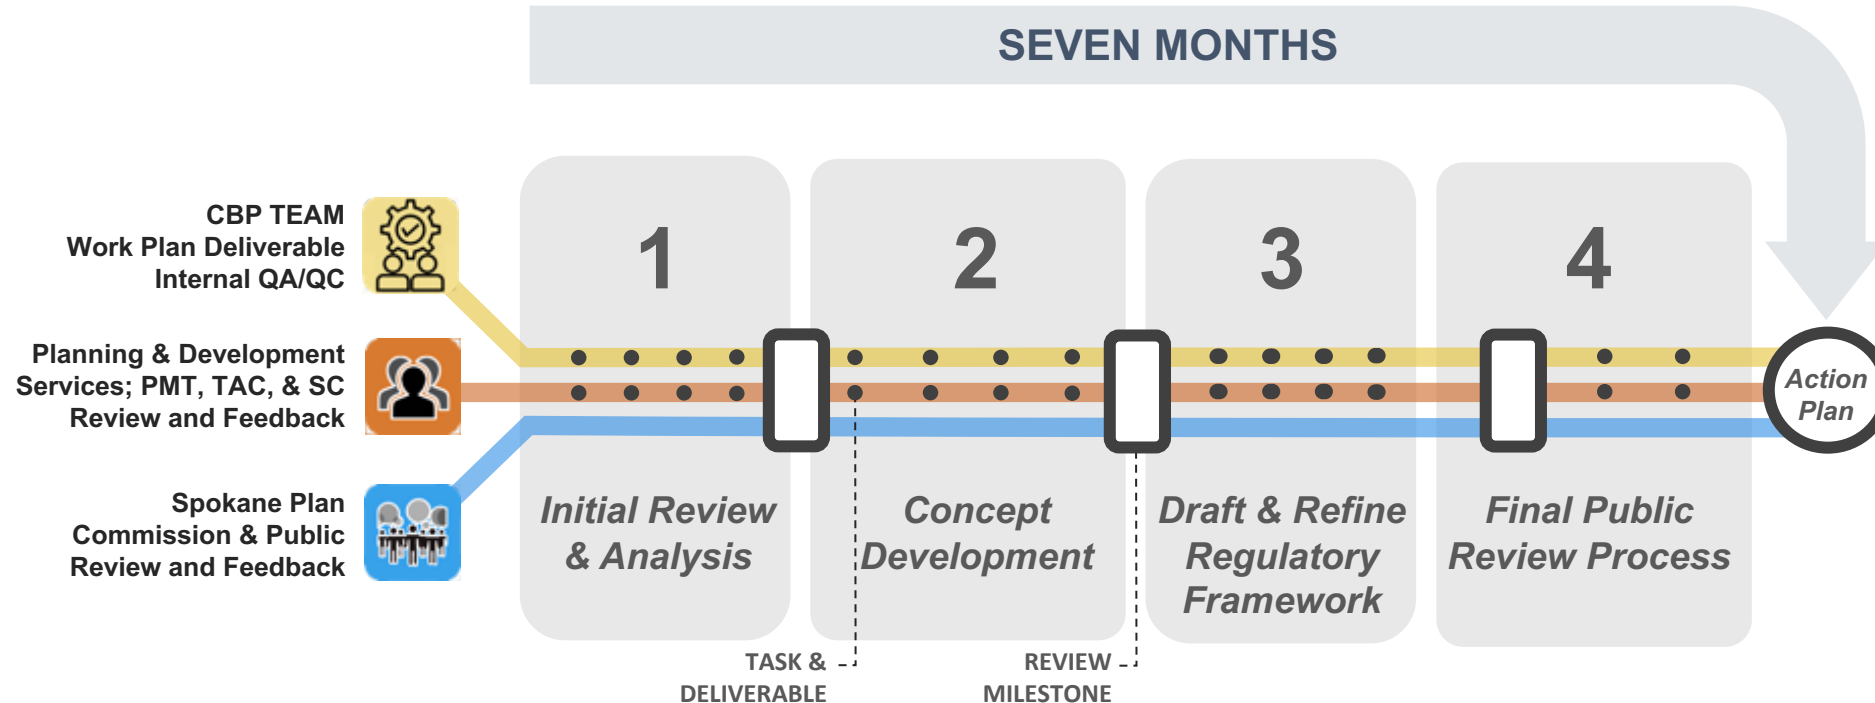 SEVEN MONTHS
CBP TEAM
Work Plan Deliverable
Internal QA/QC
Planning & Development
Services; PMT, TAC, & SC
Review and Feedback
Spokane Plan
Commission & Public
Review and Feedback
1
Initial Review
& Analysis
2
Concept
Development
3
Draft & Refine
Regulatory
Framework
4
Final Public
Review Process
Action
Plan
TASK &
DELIVERABLE
REVIEW
MILESTONE